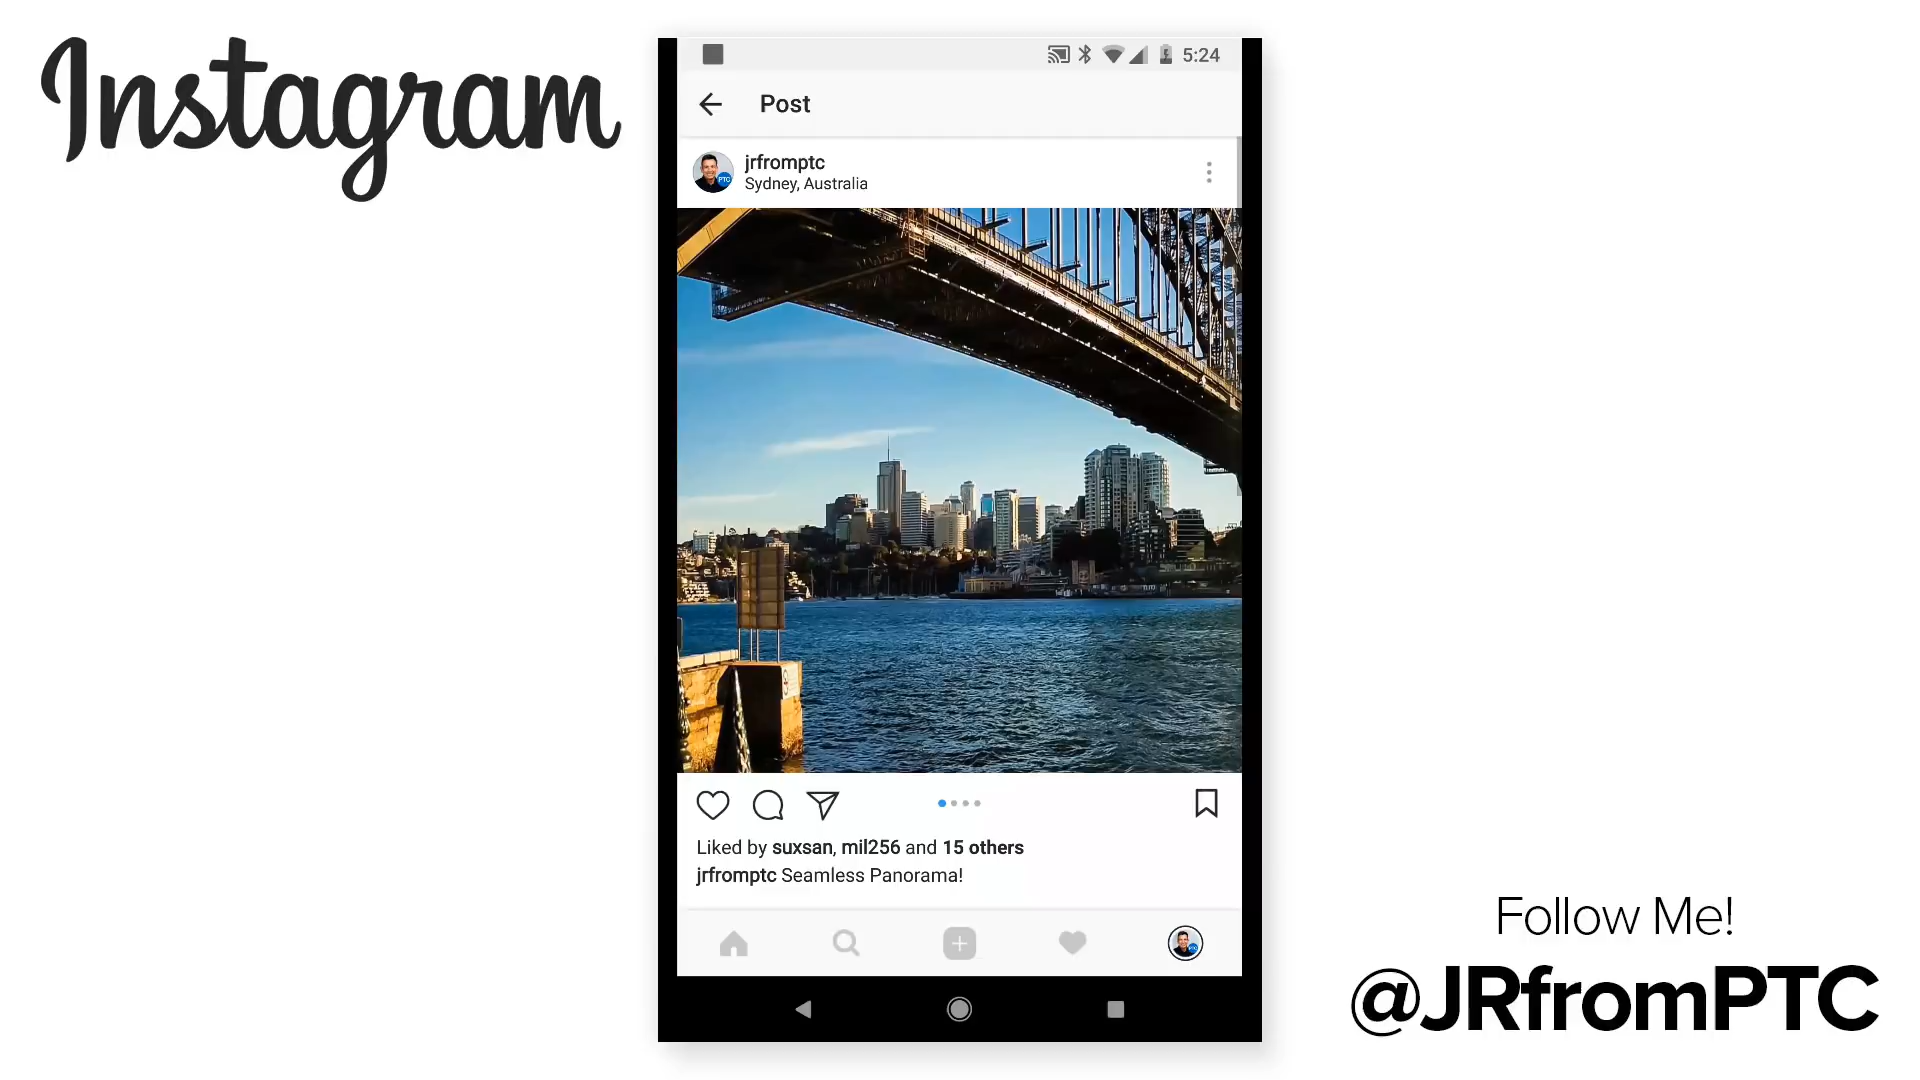 Instagram
5:24
Post
jrfromptc
Sydney, Australia
Liked by suxsan, mil256 and 15 others
jrfromptc Seamless Panorama!
Follow Me!
@JRfromPTC